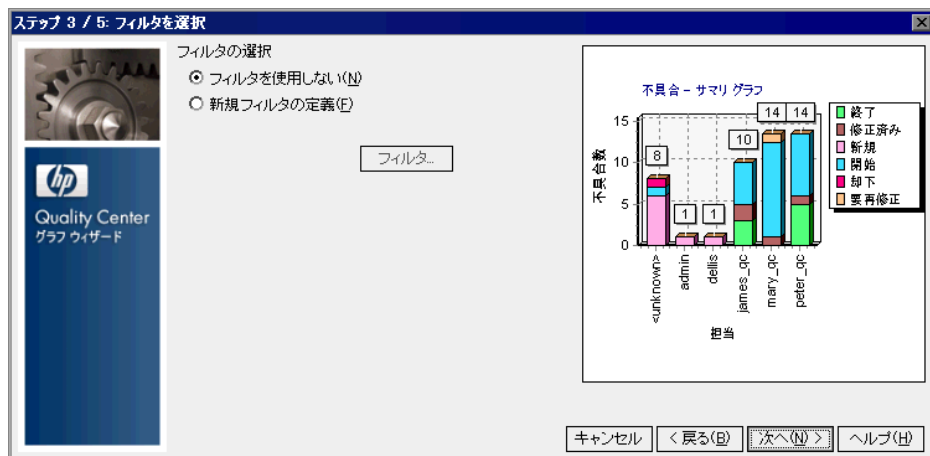 ステップ 3 / 5: フィルタを選択
フィルタの選択
フィルタを使用しない(N)
新規フィルタの定義(F)
フィルタ...
hp
Quality Center
グラフ ウィザード
不具合 - サマリ グラフ
15
10
5
0
不具合数
8
1
1
10
14
14
<unknown>
admin
dellis
james_qc
mary_qc
peter_qc
担当
終了
修正済み
新規
開始
却下
要再修正
キャンセル
< 戻る(B)
次へ(N) >
ヘルプ(H)